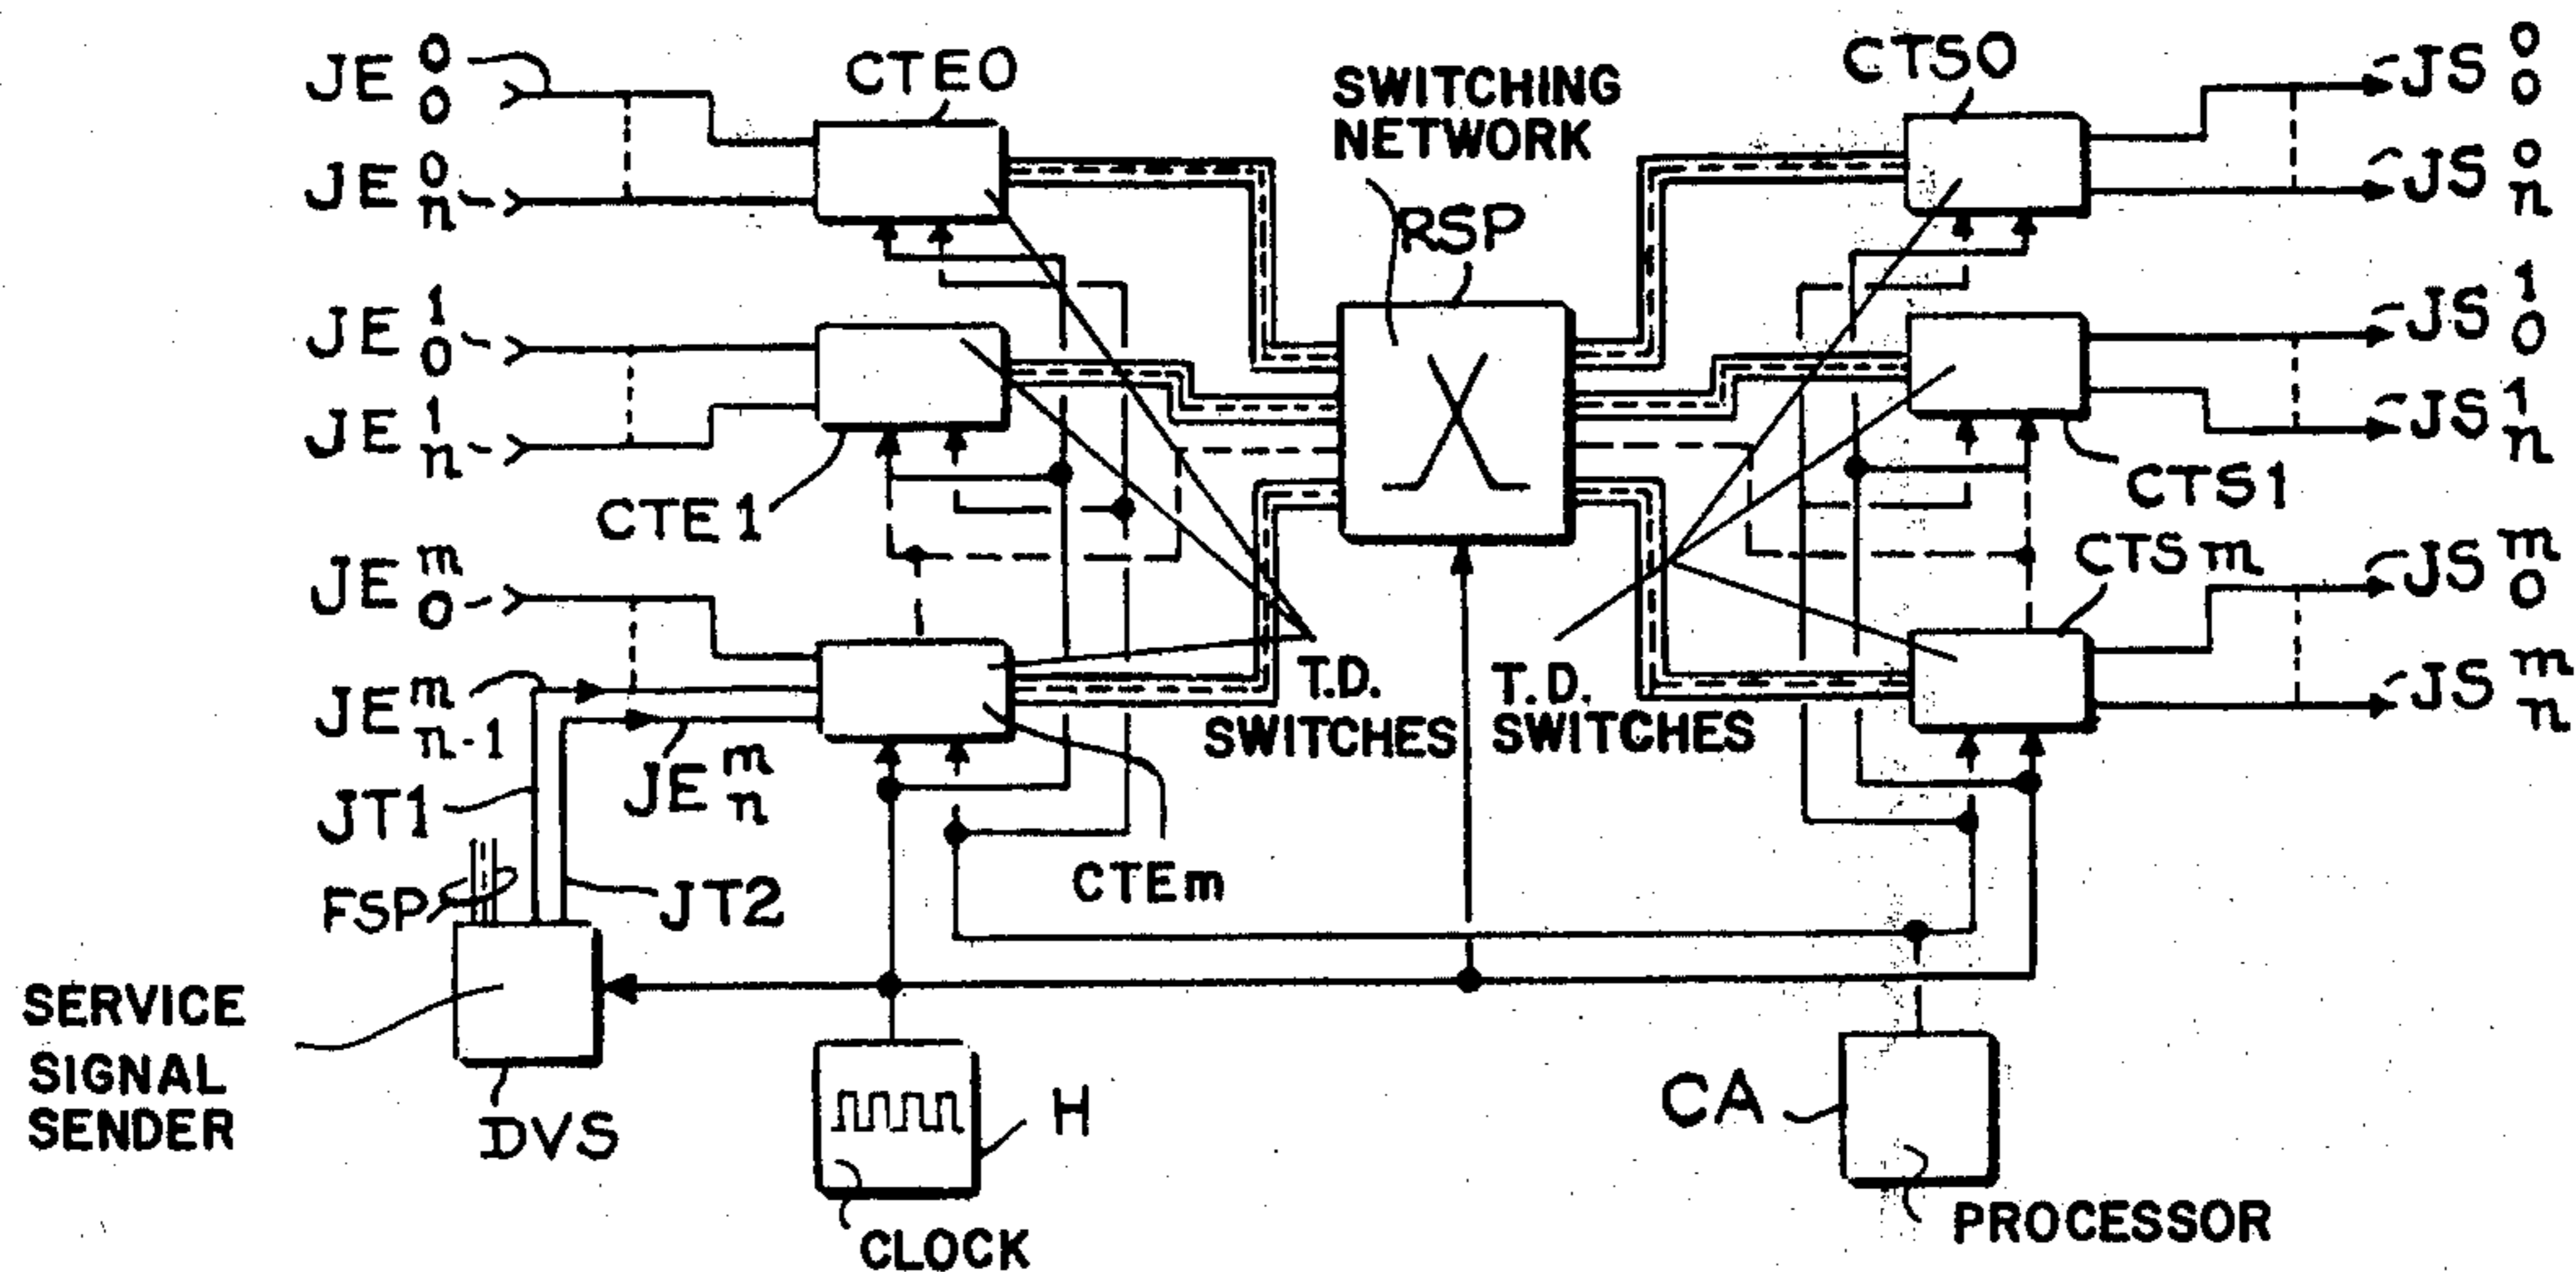 JE 0 0
CTE0
SWITCHING
NETWORK
CTS0
JS 0 0
JE 0 n
RSP
JS 0 n
JE 1 0
JS 1 0
JE 1 n
CTE 1
CTS1
JS 1 n
JE m 0
CTS m
JS m 0
JE m n-1
T.D.
SWITCHES
T.D.
SWITCHES
JS m n
JE m n
JT1
CTEm
FSP
JT2
SERVICE
SIGNAL
SENDER
DVS
H
CLOCK
CA
PROCESSOR